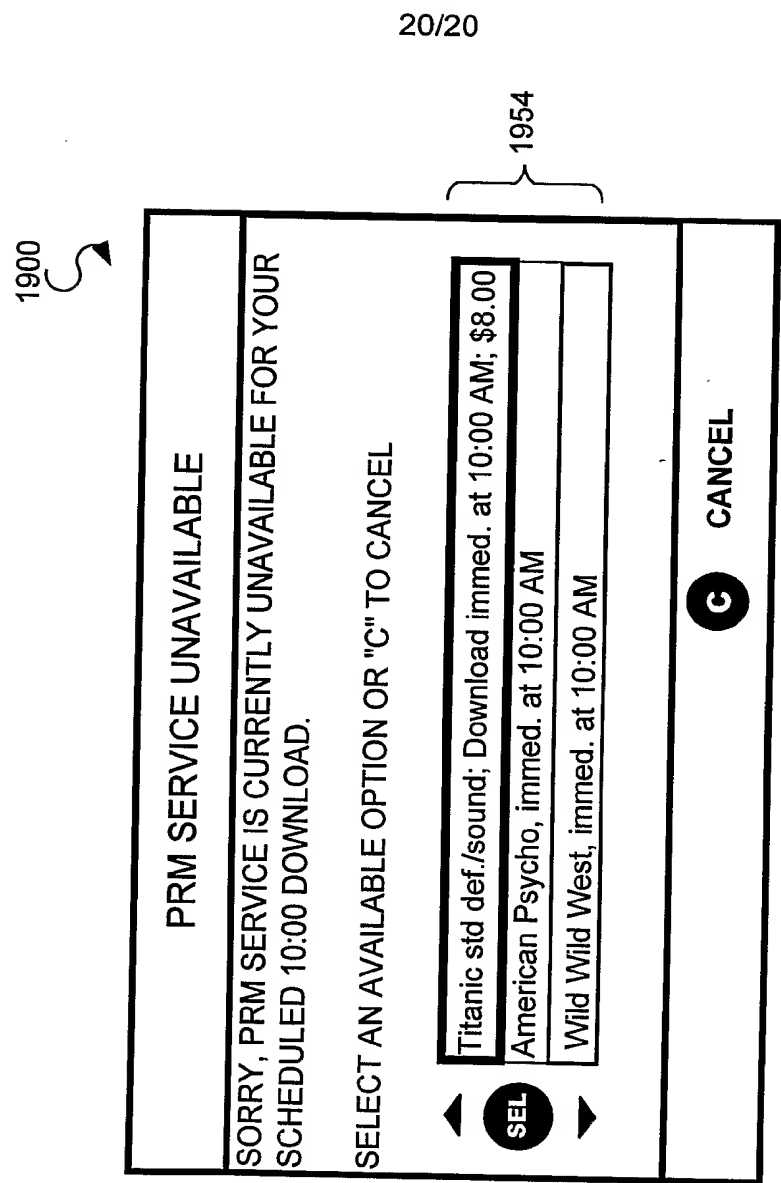 20/20
1900
PRM SERVICE UNAVAILABLE
SORRY, PRM SERVICE IS CURRENTLY UNAVAILABLE FOR YOUR
SCHEDULED 10:00 DOWNLOAD.
SELECT AN AVAILABLE OPTION OR "C" TO CANCEL
Titanic std def./sound; Download immed. at 10:00 AM; $8.00
SEL
American Psycho, immed. at 10:00 AM
Wild Wild West, immed. at 10:00 AM
1954
C CANCEL